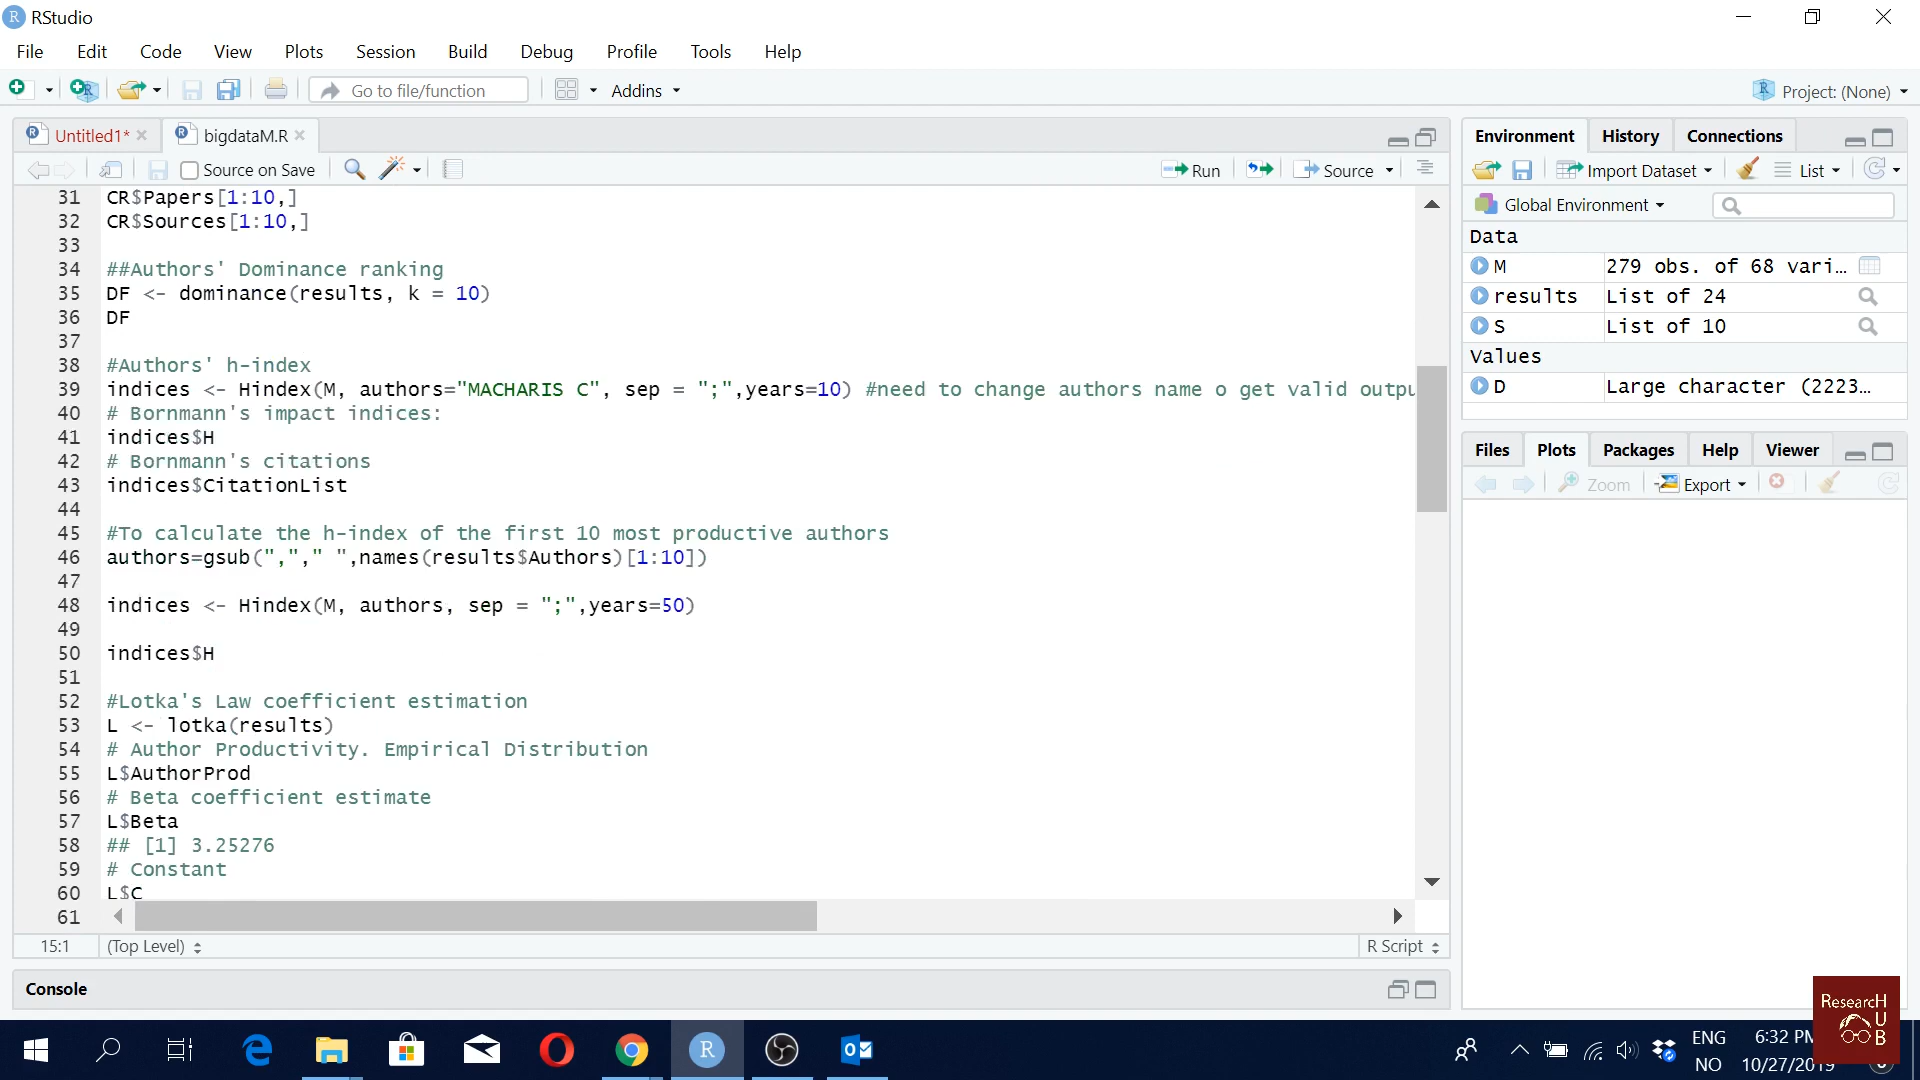 RStudio
File Edit Code View Plots Session Build Debug Profile Tools Help
Go to file/function Addins Project: (None)
Untitled1* bigdataM.R
Source on Save Run Source
31 CR$Papers[1:10,]
32 CR$Sources[1:10,]
33
34 ##Authors' Dominance ranking
35 DF <- dominance(results, k = 10)
36 DF
37
38 #Authors' h-index
39 indices <- Hindex(M, authors="MACHARIS C", sep = ";",years=10) #need to change authors name o get valid outpu
40 # Bornmann's impact indices:
41 indices$H
42 # Bornmann's citations
43 indices$CitationList
44
45 #To calculate the h-index of the first 10 most productive authors
46 authors=gsub(","," ",names(results$Authors)[1:10])
47
48 indices <- Hindex(M, authors, sep = ";",years=50)
49
50 indices$H
51
52 #Lotka's Law coefficient estimation
53 L <- lotka(results)
54 # Author Productivity. Empirical Distribution
55 L$AuthorProd
56 # Beta coefficient estimate
57 L$Beta
58 ## [1] 3.25276
59 # Constant
60 L$C
61
15:1 (Top Level) R Script
Console
Environment History Connections
Import Dataset List
Global Environment
Data
M 279 obs. of 68 vari…
results List of 24
S List of 10
Values
D Large character (2223…
Files Plots Packages Help Viewer
Zoom Export
ResearcH
U
B
ENG 6:32 PM
NO 10/27/2019